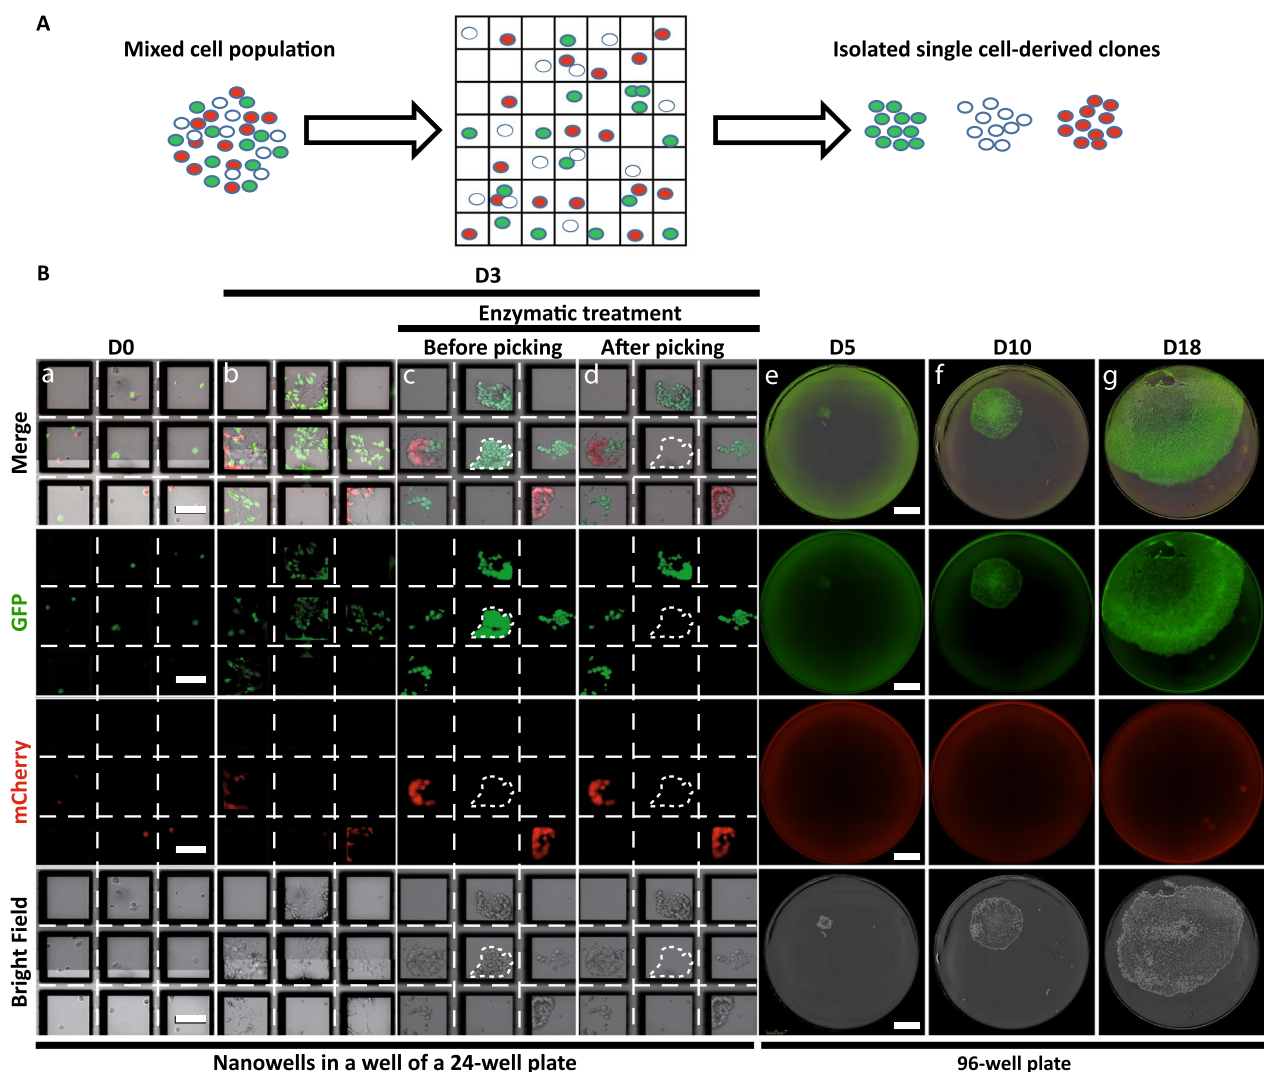 A
Mixed cell population
Isolated single cell-derived clones
B
D3
Enzymatic treatment
D0
Before picking
After picking
D5
D10
D18
a
b
c
d
e
f
g
Merge
GFP
mCherry
Bright Field
Nanowells in a well of a 24-well plate
96-well plate